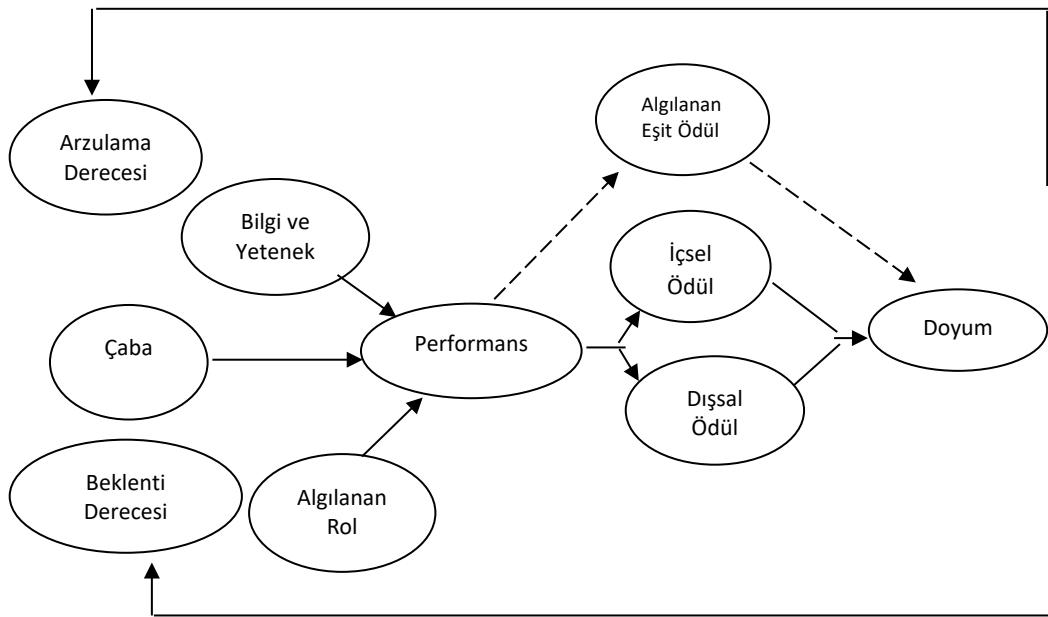 Arzulama
Derecesi
Algılanan
Eşit Ödül
Bilgi ve
Yetenek
İçsel
Ödül
Çaba
Performans
Doyum
Dışsal
Ödül
Beklenti
Derecesi
Algılanan
Rol